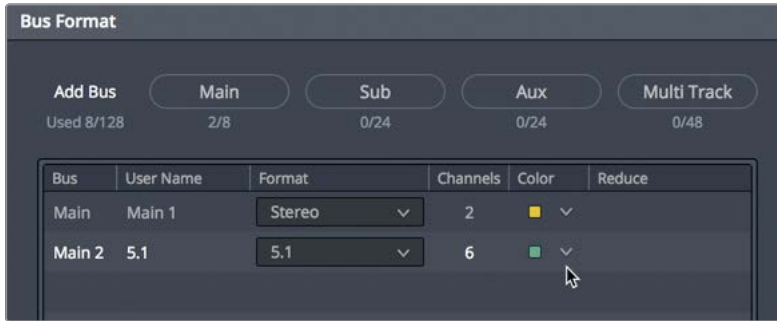 Bus Format
Add Bus Main Sub Aux Multi Track
Used 8/128 2/8 0/24 0/24 0/48
Bus User Name Format Channels Color Reduce
Main Main 1 Stereo 2
Main 2 5.1 5.1 6